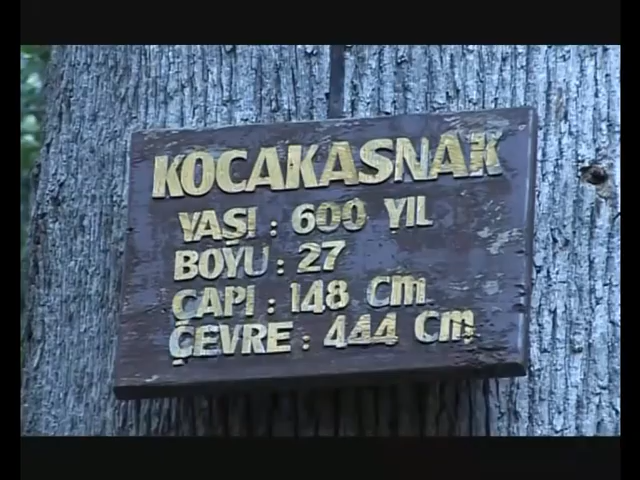 KOCAKASNAK
YAŞI : 600 YIL
BOYU : 27
ÇAPI : 148 CM
ÇEVRE : 444 CM